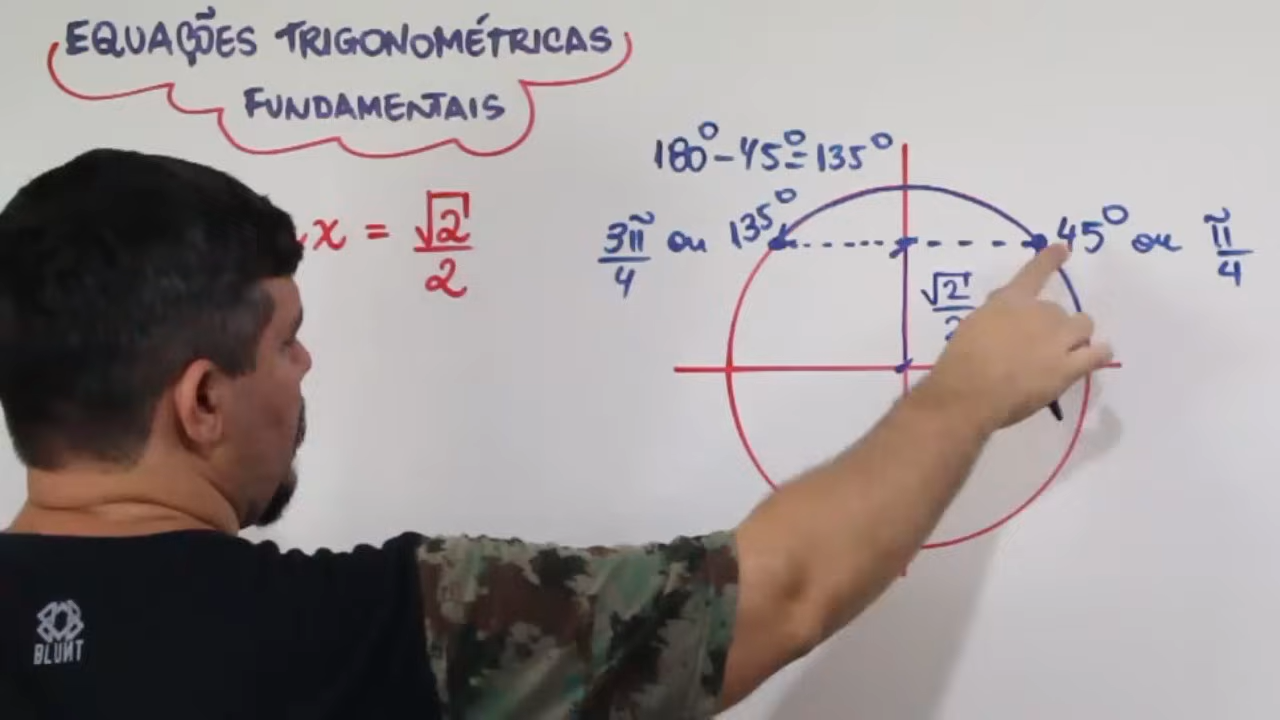 EQUAÇÕES TRIGONOMÉTRICAS
FUNDAMENTAIS
180° - 45° = 135°
x = √2/2
3π/4 ou 135°
45° ou π/4
√2/2
BLUNT